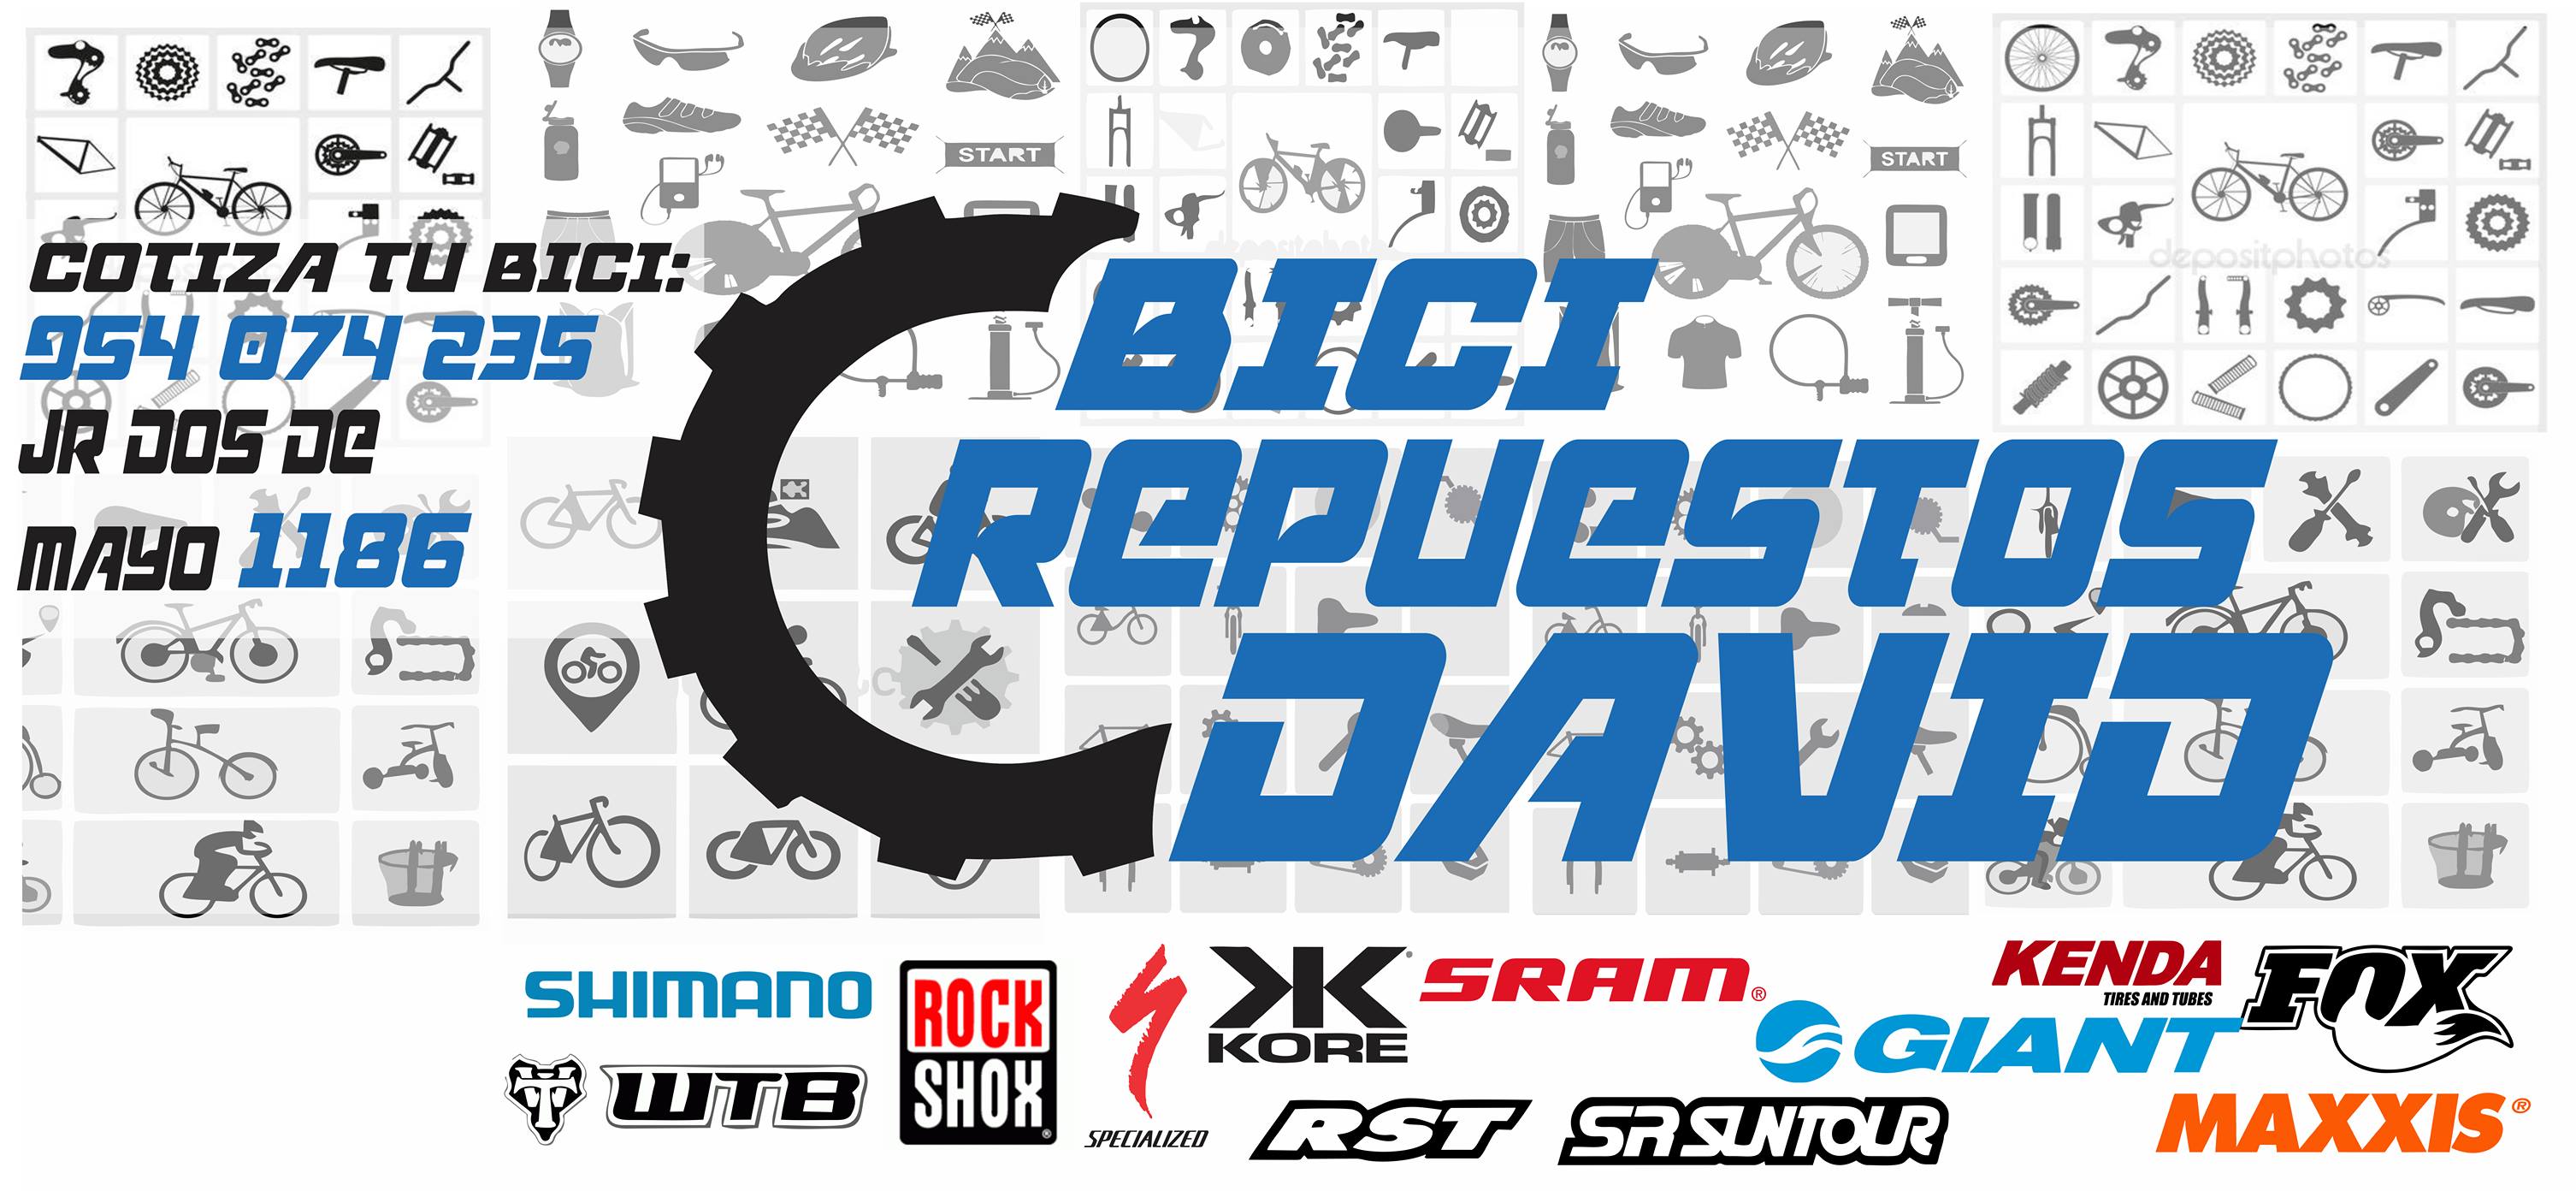 START
START
depositphotos
COTIZA TU BICI:
954 074 235
JR DOS DE
MAYO 1186
BICI
REPUESTOS
DAVID
SHIMANO
WTB
ROCK
SHOX
SPECIALIZED
KORE
SRAM®
RST
SR SUNTOUR
KENDA
TIRES AND TUBES
GIANT
FOX
MAXXIS®